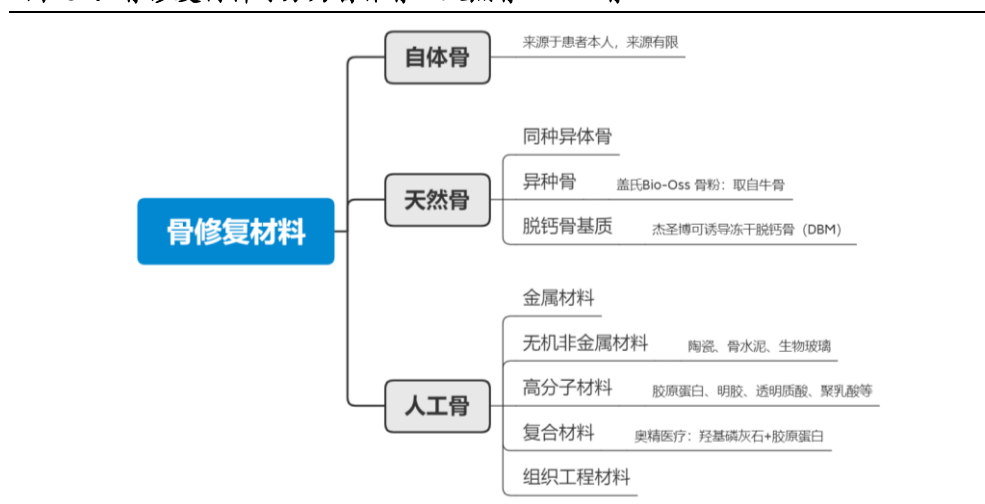 自体骨
来源于患者本人，来源有限
同种异体骨
异种骨 盖氏Bio-Oss 骨粉：取自牛骨
天然骨
脱钙骨基质 杰圣博可诱导冻干脱钙骨（DBM）
骨修复材料
金属材料
无机非金属材料 陶瓷、骨水泥、生物玻璃
高分子材料 胶原蛋白、明胶、透明质酸、聚乳酸等
人工骨
复合材料 奥精医疗：羟基磷灰石+胶原蛋白
组织工程材料